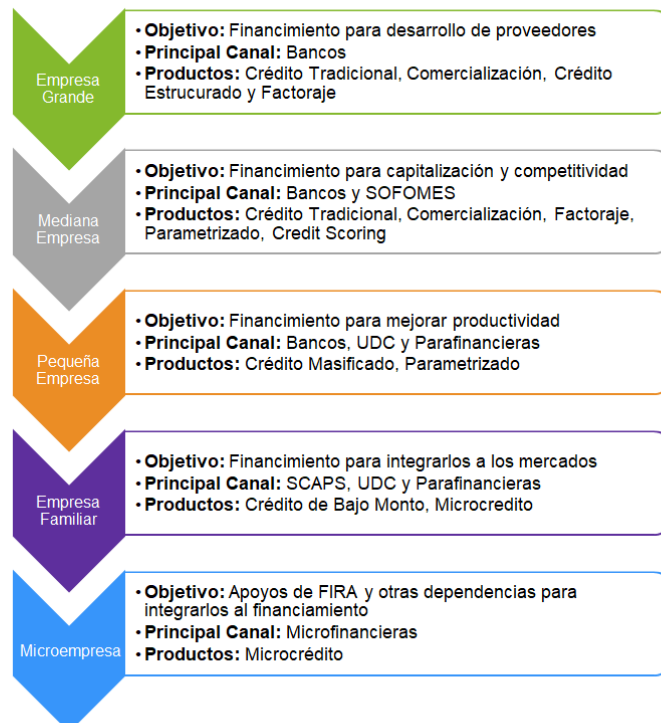 Empresa
Grande
• Objetivo: Financimiento para desarrollo de proveedores
• Principal Canal: Bancos
• Productos: Crédito Tradicional, Comercialización, Crédito
Estrucurado y Factoraje
Mediana
Empresa
• Objetivo: Financimiento para capitalización y competitividad
• Principal Canal: Bancos y SOFOMES
• Productos: Crédito Tradicional, Comercialización, Factoraje,
Parametrizado, Credit Scoring
Pequeña
Empresa
• Objetivo: Financimiento para mejorar productividad
• Principal Canal: Bancos, UDC y Parafinancieras
• Productos: Crédito Masificado, Parametrizado
Empresa
Familiar
• Objetivo: Financimiento para integrarlos a los mercados
• Principal Canal: SCAPS, UDC y Parafinancieras
• Productos: Crédito de Bajo Monto, Microcredito
Microempresa
• Objetivo: Apoyos de FIRA y otras dependencias para
integrarlos al financiamiento
• Principal Canal: Microfinancieras
• Productos: Microcrédito